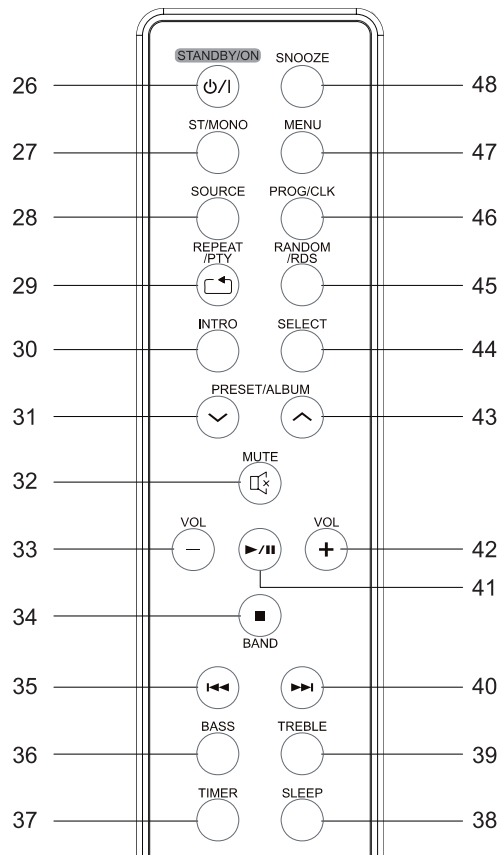 STANDBY/ON SNOOZE
26 48
ST/MONO MENU
27 47
SOURCE PROG/CLK
28 46
REPEAT RANDOM
/PTY /RDS
29 45
INTRO SELECT
30 44
PRESET/ALBUM
31 43
MUTE
32
VOL VOL
33 42
41
34
BAND
35 40
BASS TREBLE
36 39
TIMER SLEEP
37 38